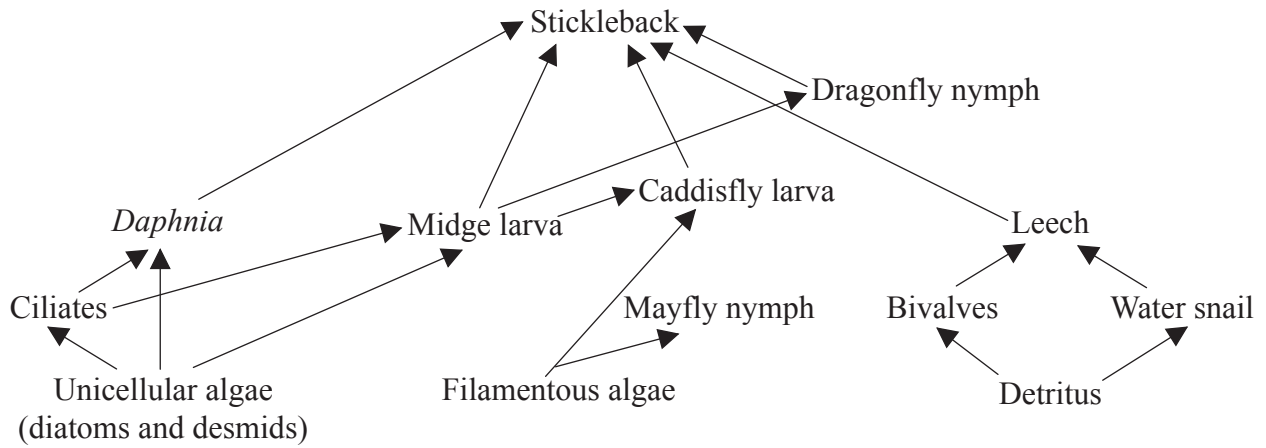 Stickleback
Dragonfly nymph
Caddisfly larva
Daphnia
Midge larva
Leech
Ciliates
Mayfly nymph
Bivalves
Water snail
Unicellular algae
(diatoms and desmids)
Filamentous algae
Detritus